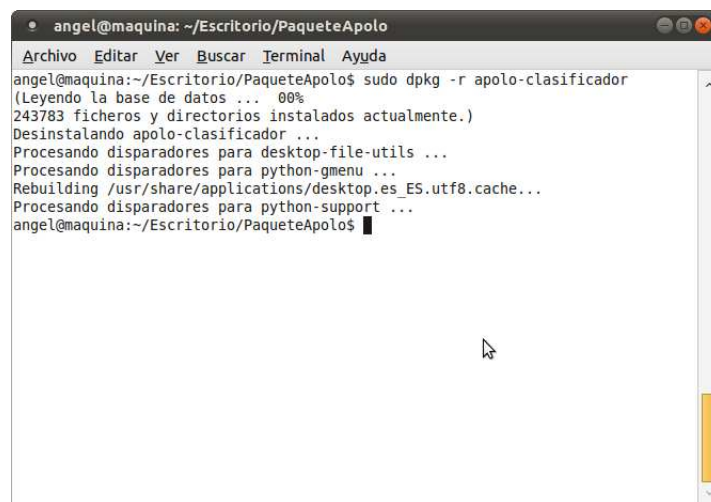 angel@maquina: ~/Escritorio/PaqueteApolo
Archivo Editar Ver Buscar Terminal Ayuda
angel@maquina:~/Escritorio/PaqueteApolo$ sudo dpkg -r apolo-clasificador
(Leyendo la base de datos ...  00%
243783 ficheros y directorios instalados actualmente.)
Desinstalando apolo-clasificador ...
Procesando disparadores para desktop-file-utils ...
Procesando disparadores para python-gmenu ...
Rebuilding /usr/share/applications/desktop.es_ES.utf8.cache...
Procesando disparadores para python-support ...
angel@maquina:~/Escritorio/PaqueteApolo$